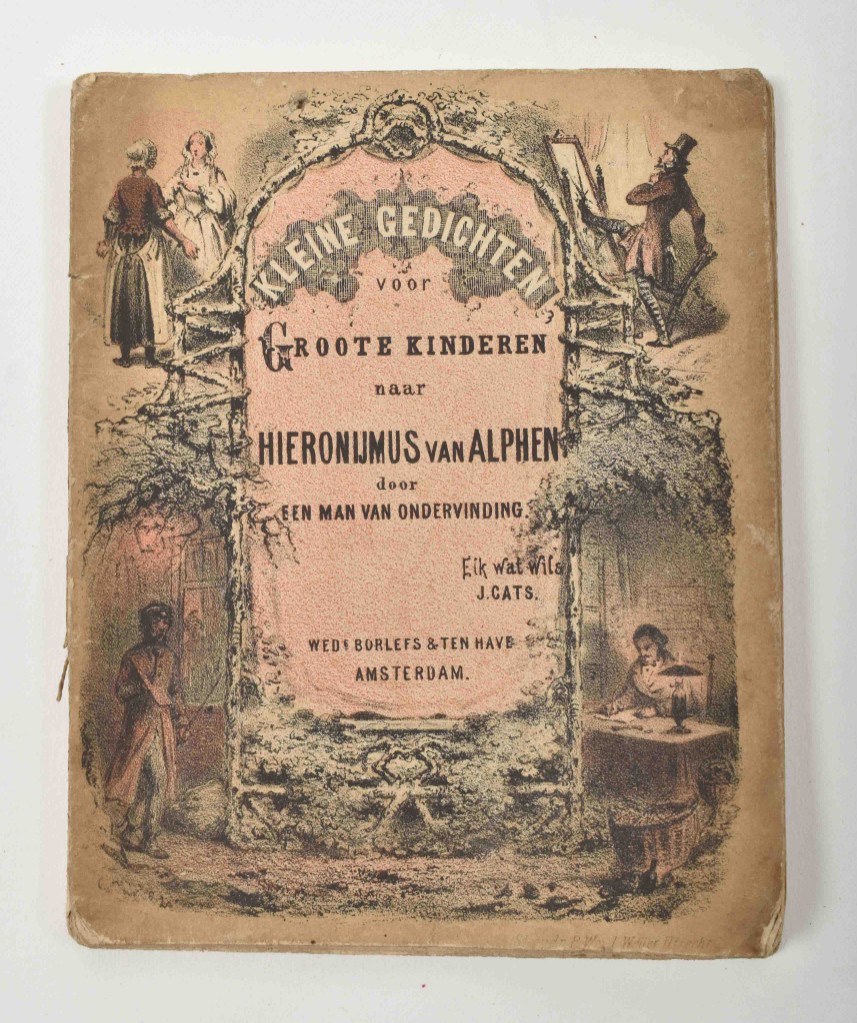 KLEINE GEDICHTEN
voor
GROOTE KINDEREN
naar
HIERONIJMUS VAN ALPHEN,
door
EEN MAN VAN ONDERVINDING.
Elk wat wils
J. CATS.
WEDE BORLEFS & TEN HAVE
AMSTERDAM.